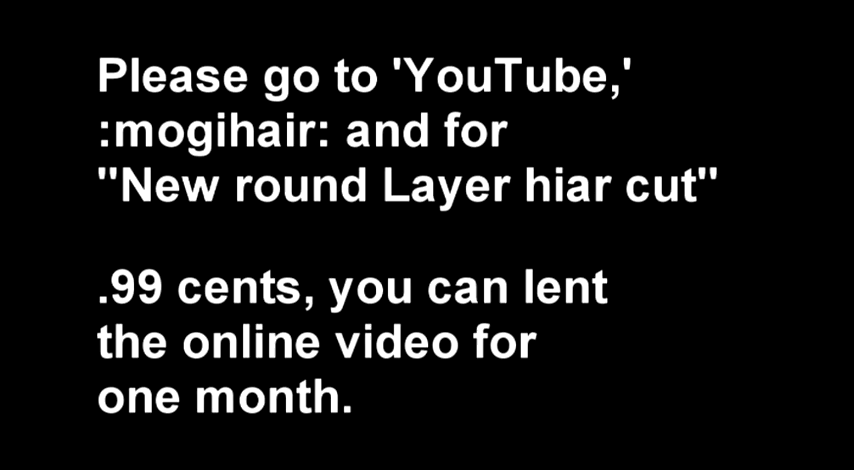 Please go to 'YouTube,'
:mogihair: and for
"New round Layer hiar cut"
.99 cents, you can lent
the online video for
one month.